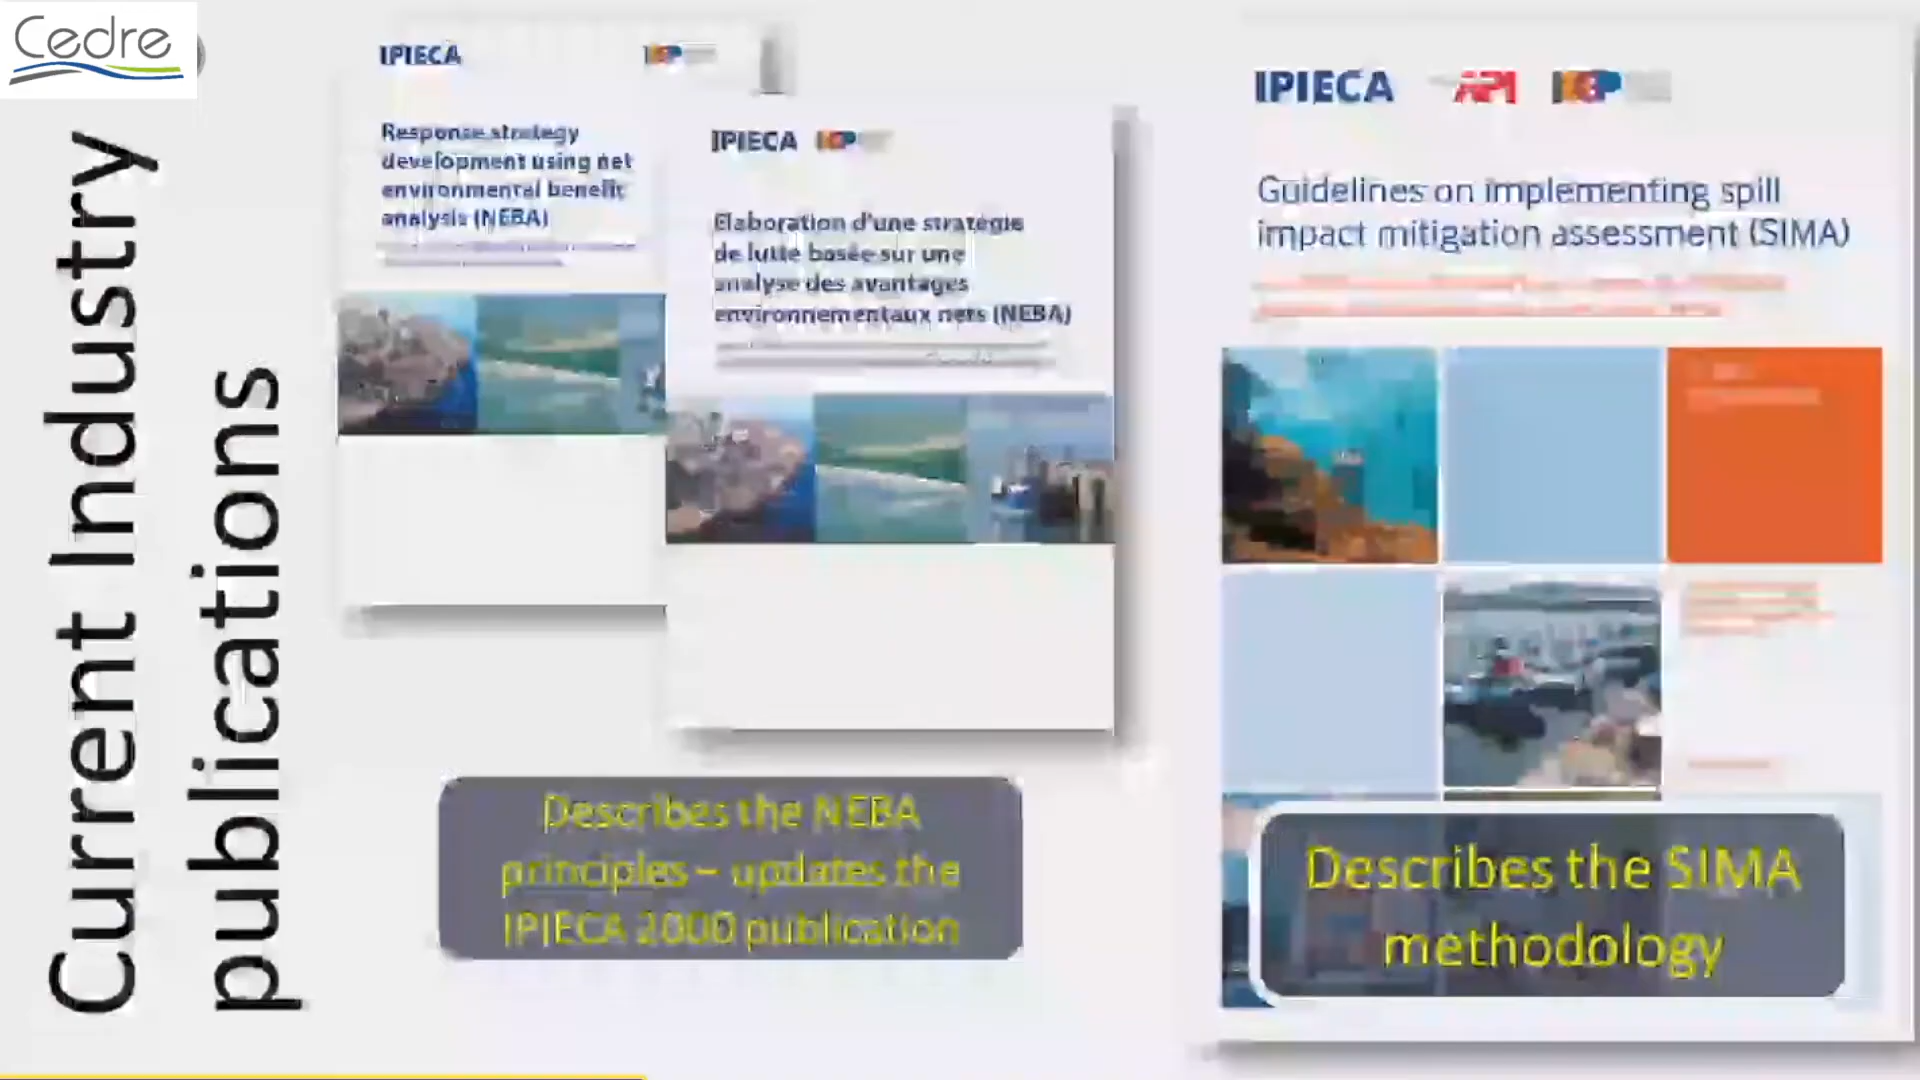 Cedre
Current Industry
publications
IPIECA
Response strategy
development using net
environmental benefit
analysis (NEBA)
IPIECA
Elaboration d'une stratégie
de lutte basée sur une
analyse des avantages
environnementaux nets (NEBA)
Describes the NEBA
principles – updates the
IPIECA 2000 publication
IPIECA API
Guidelines on implementing spill
impact mitigation assessment (SIMA)
Describes the SIMA
methodology